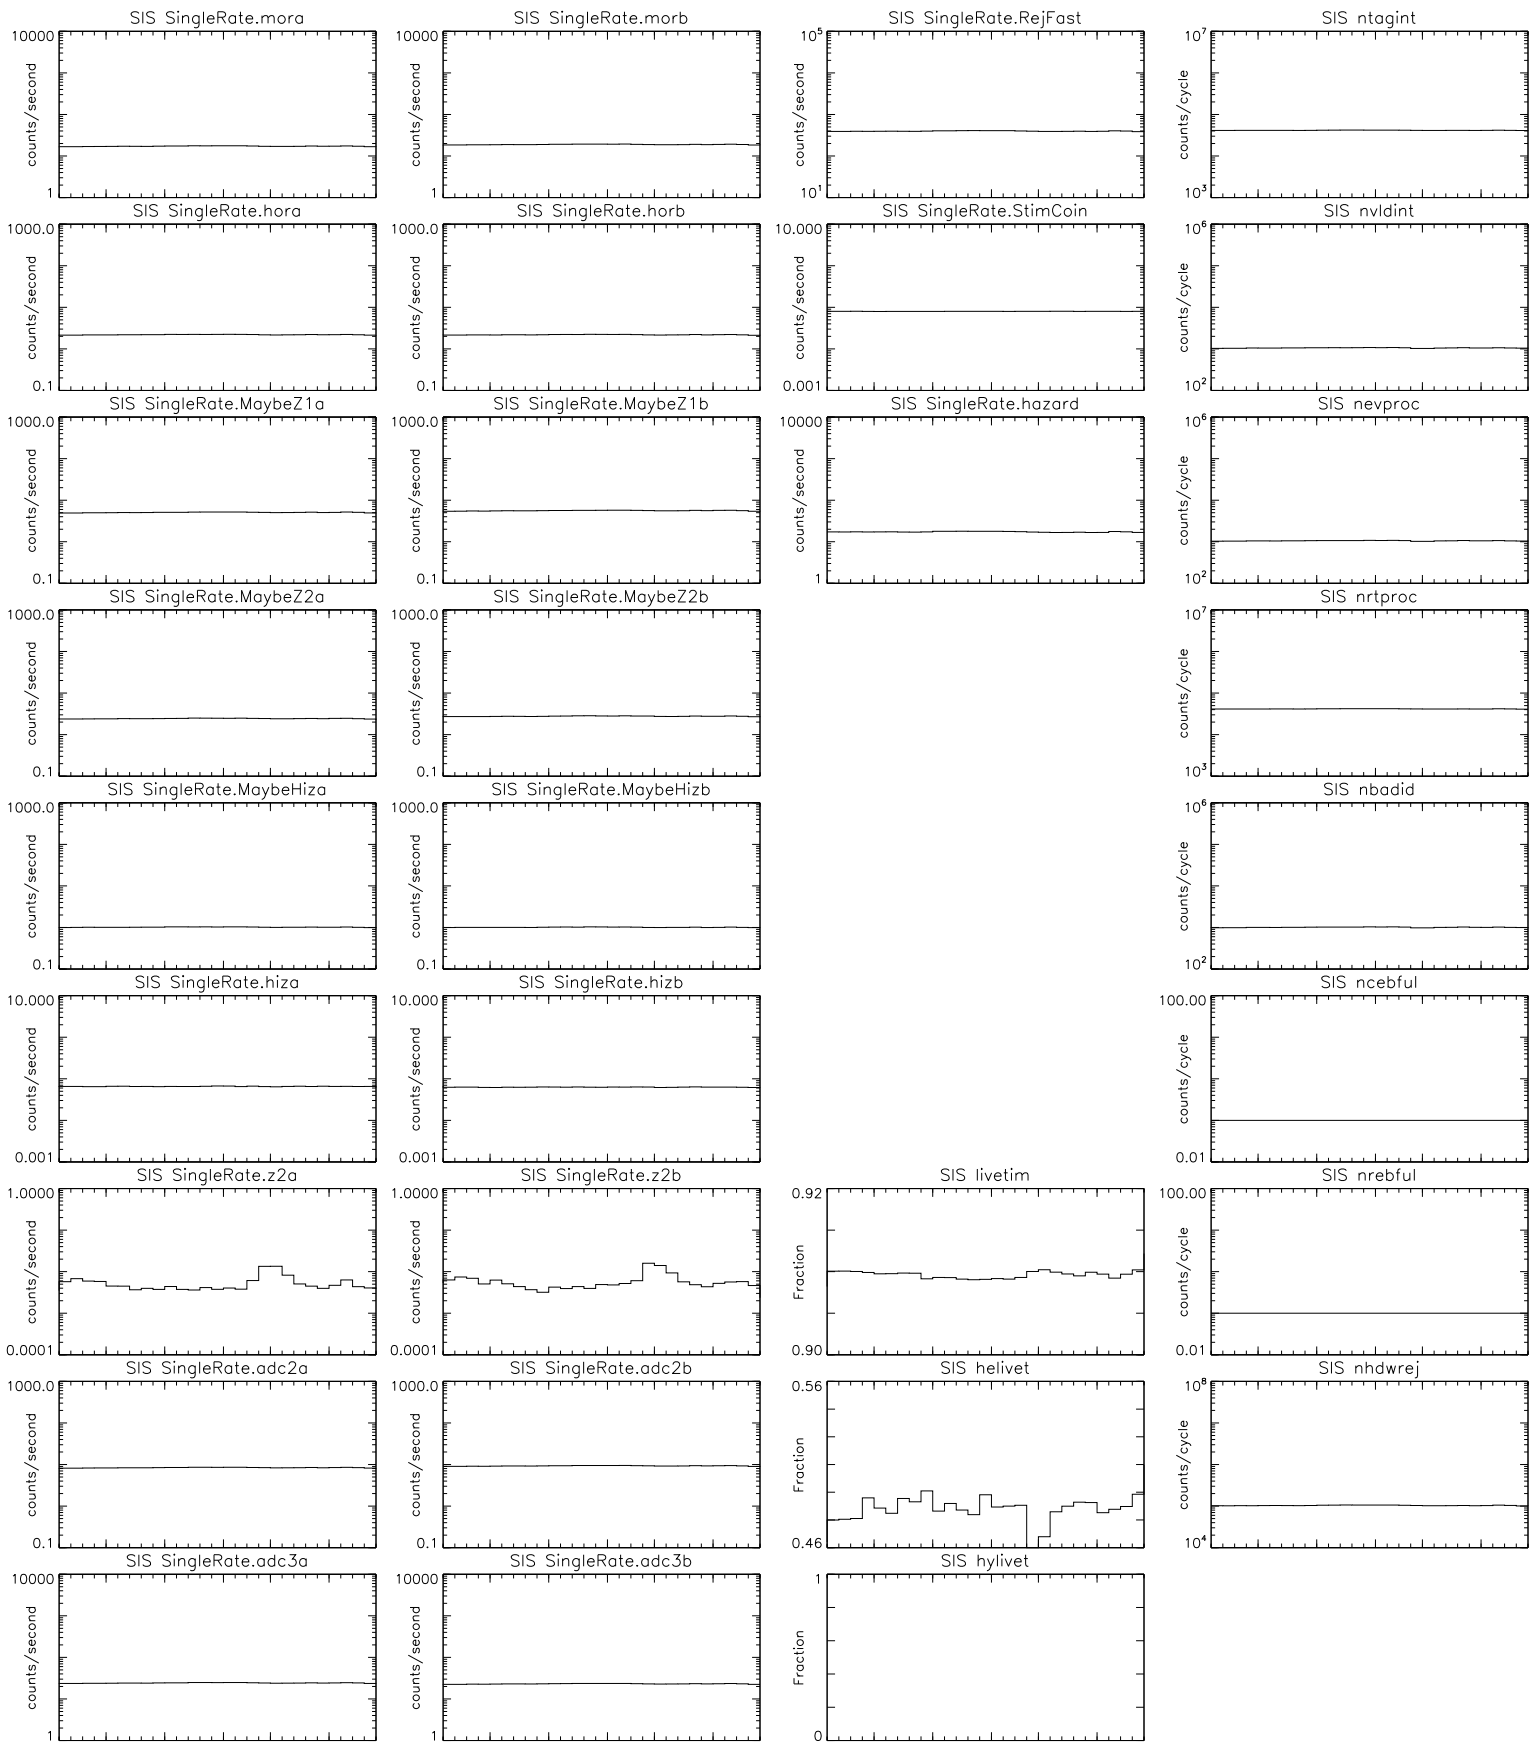 SIS SingleRate.mora
10000
counts/second
1
SIS SingleRate.morb
10000
counts/second
1
SIS SingleRate.RejFast
10^5
counts/second
10^1
SIS ntagint
10^7
counts/cycle
10^3
SIS SingleRate.hora
1000.0
counts/second
0.1
SIS SingleRate.horb
1000.0
counts/second
0.1
SIS SingleRate.StimCoin
10.000
counts/second
0.001
SIS nvldint
10^6
counts/cycle
10^2
SIS SingleRate.MaybeZ1a
1000.0
counts/second
0.1
SIS SingleRate.MaybeZ1b
1000.0
counts/second
0.1
SIS SingleRate.hazard
10000
counts/second
1
SIS nevproc
10^6
counts/cycle
10^2
SIS SingleRate.MaybeZ2a
1000.0
counts/second
0.1
SIS SingleRate.MaybeZ2b
1000.0
counts/second
0.1
SIS nrtproc
10^7
counts/cycle
10^3
SIS SingleRate.MaybeHiza
1000.0
counts/second
0.1
SIS SingleRate.MaybeHizb
1000.0
counts/second
0.1
SIS nbadid
10^6
counts/cycle
10^2
SIS SingleRate.hiza
10.000
counts/second
0.001
SIS SingleRate.hizb
10.000
counts/second
0.001
SIS ncebful
100.00
counts/cycle
0.01
SIS SingleRate.z2a
1.0000
counts/second
0.0001
SIS SingleRate.z2b
1.0000
counts/second
0.0001
SIS livetim
0.92
Fraction
0.90
SIS nrebful
100.00
counts/cycle
0.01
SIS SingleRate.adc2a
1000.0
counts/second
0.1
SIS SingleRate.adc2b
1000.0
counts/second
0.1
SIS helivet
0.56
Fraction
0.46
SIS nhdwrej
10^8
counts/cycle
10^4
SIS SingleRate.adc3a
10000
counts/second
1
SIS SingleRate.adc3b
10000
counts/second
1
SIS hylivet
1
Fraction
0